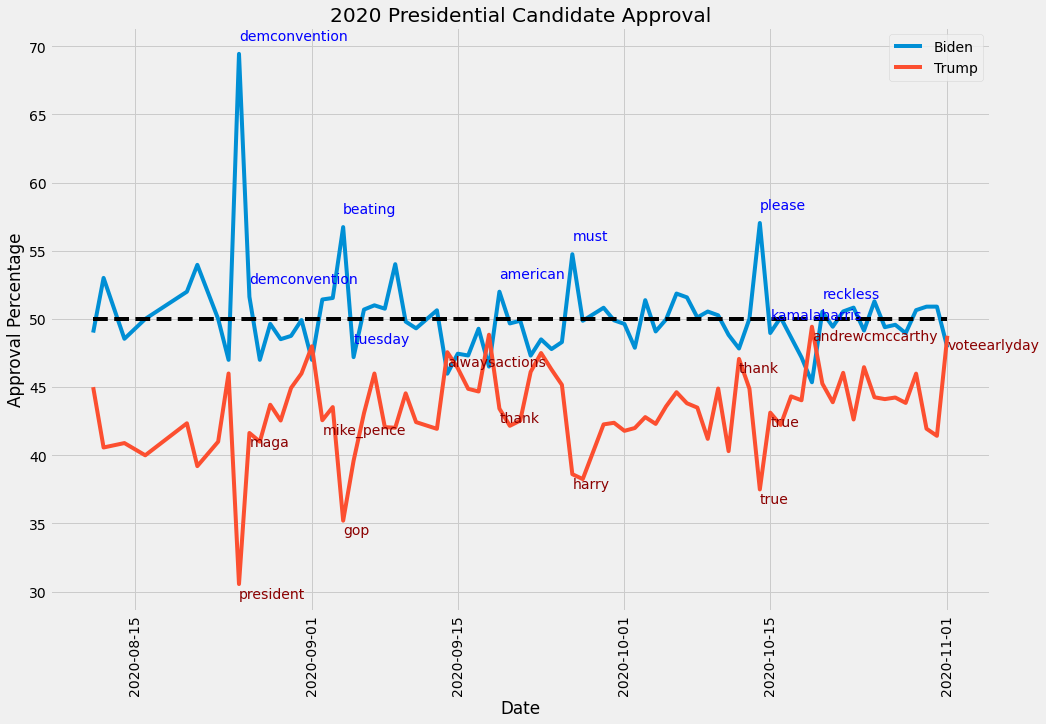 2020 Presidential Candidate Approval
demconvention
Biden
Trump
70
65
60
55
50
45
40
35
30
Approval Percentage
beating
please
must
demconvention
american
reckless
kamalaharris
tuesday
andrewcmccarthy
voteearlyday
alwaysactions
thank
thank
mike_pence
true
maga
harry
true
gop
president
2020-08-15
2020-09-01
2020-09-15
2020-10-01
2020-10-15
2020-11-01
Date